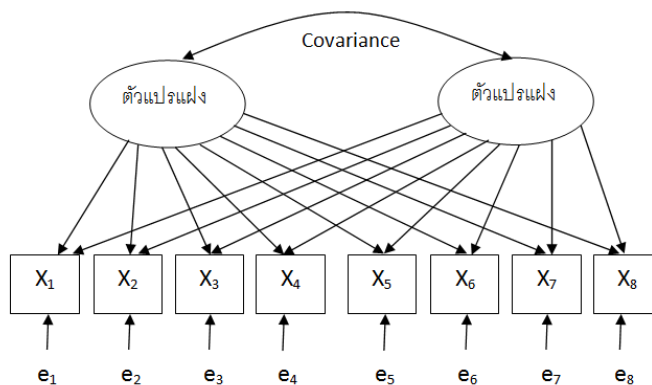 Covariance
ตัวแปรแฝง ตัวแปรแฝง
X₁ X₂ X₃ X₄ X₅ X₆ X₇ X₈
e₁ e₂ e₃ e₄ e₅ e₆ e₇ e₈